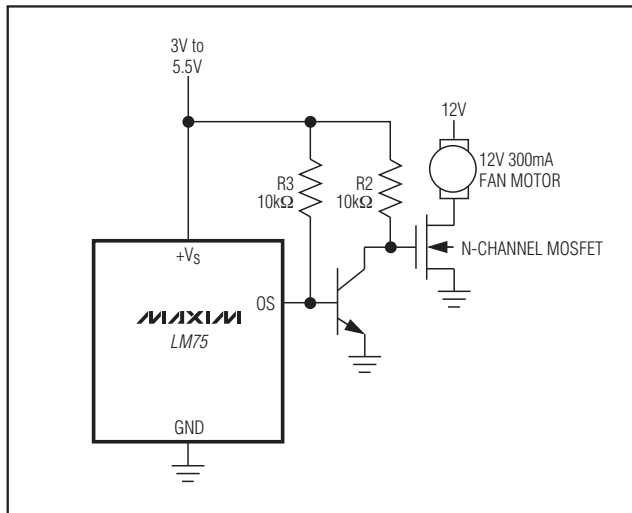 3V to
5.5V
12V
12V 300mA
FAN MOTOR
R3
10kΩ
R2
10kΩ
N-CHANNEL MOSFET
+VS
OS
MAXIM
LM75
GND